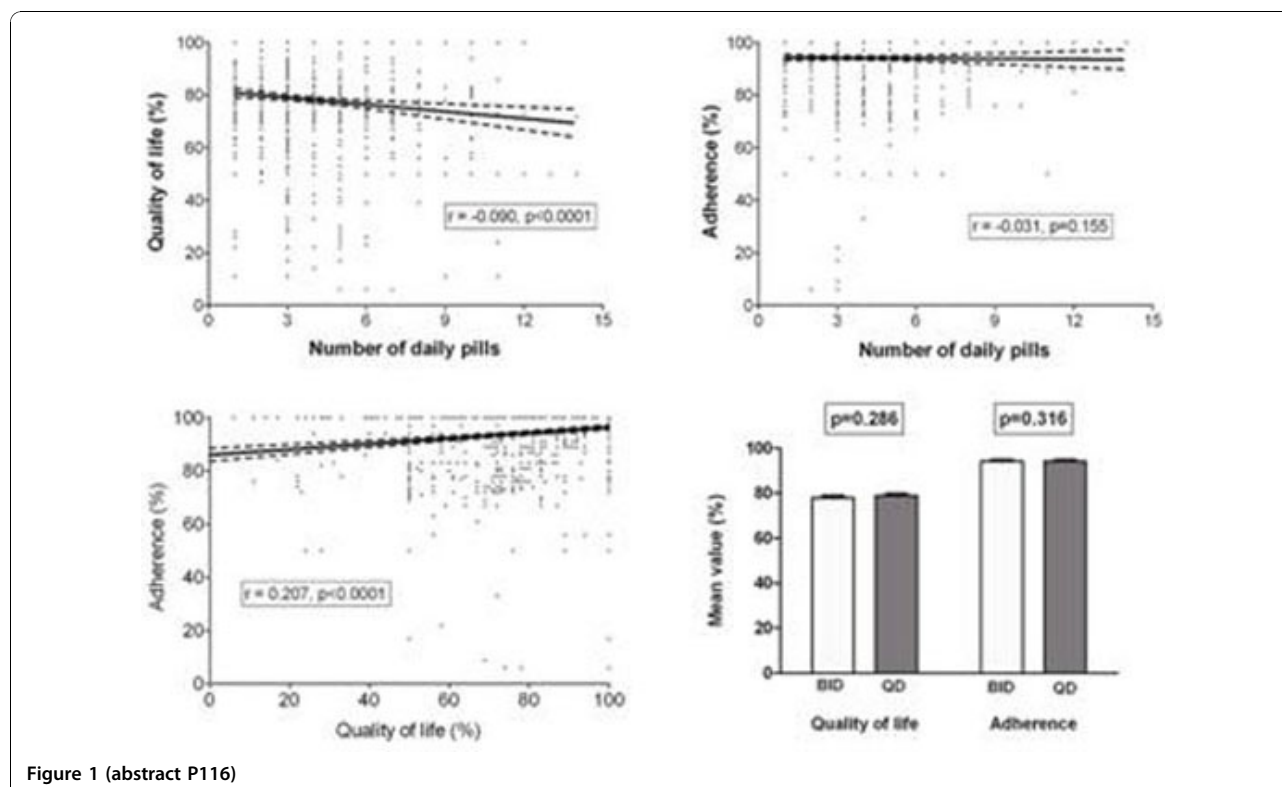 100
80
60
40
20
0
Quality of life (%)
r = -0.090, p<0.0001
0 3 6 9 12 15
Number of daily pills
100
80
60
40
20
0
Adherence (%)
r = -0.031, p=0.155
0 3 6 9 12 15
Number of daily pills
100
80
60
40
20
0
Adherence (%)
r = 0.207, p<0.0001
0 20 40 60 80 100
Quality of life (%)
p=0.286 p=0.316
100
80
60
40
20
0
Mean value (%)
BID QD BID QD
Quality of life Adherence
Figure 1 (abstract P116)